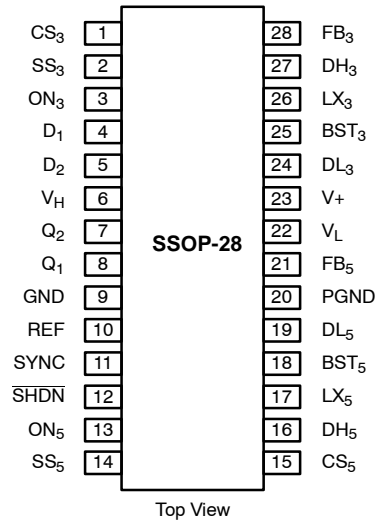 CS3 1 28 FB3
SS3 2 27 DH3
ON3 3 26 LX3
D1 4 25 BST3
D2 5 24 DL3
VH 6 23 V+
Q2 7 22 VL
SSOP-28
Q1 8 21 FB5
GND 9 20 PGND
REF 10 19 DL5
SYNC 11 18 BST5
SHDN 12 17 LX5
ON5 13 16 DH5
SS5 14 15 CS5
Top View